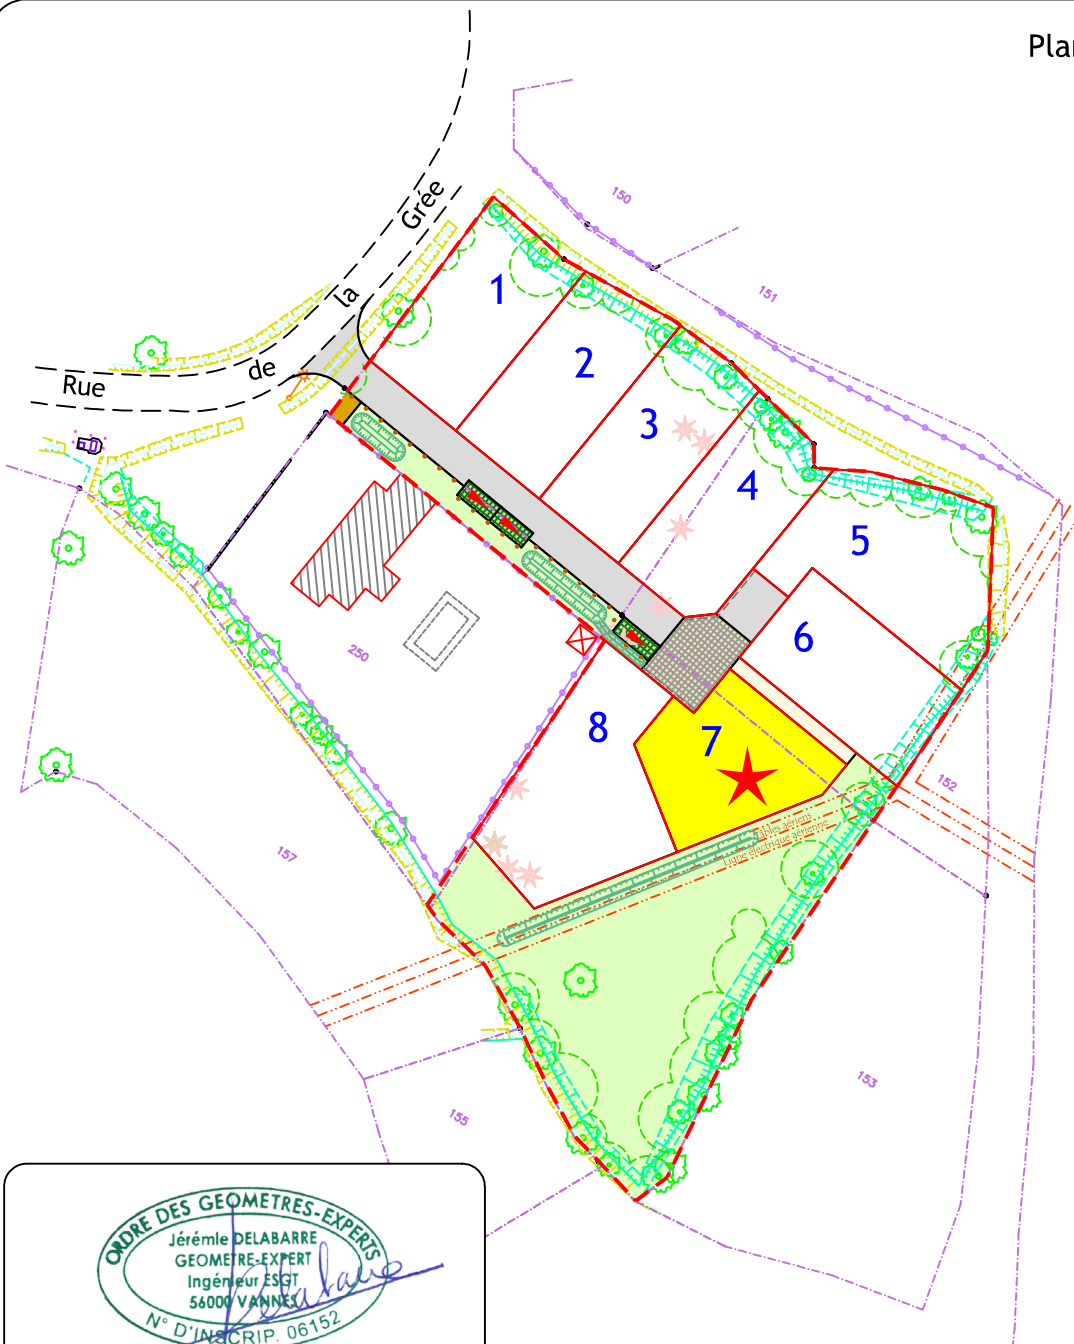 Plan
Grée
la
de
Rue
150
151
1
2
3
4
5
6
7
8
250
152
157
câbles aériens
Ligne électrique aérienne
153
155
ORDRE DES GEOMETRES-EXPERTS
Jérémie DELABARRE
GEOMETRE-EXPERT
Ingénieur ESGT
56000 VANNES
N° D'INSCRIP. 06152
Delabarre